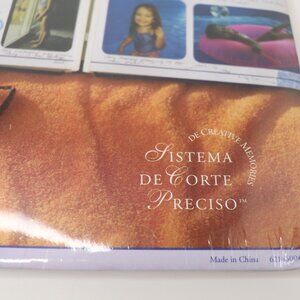 DE CREATIVE MEMORIES
SISTEMA
DE CORTE
PRECISO™
Made in China